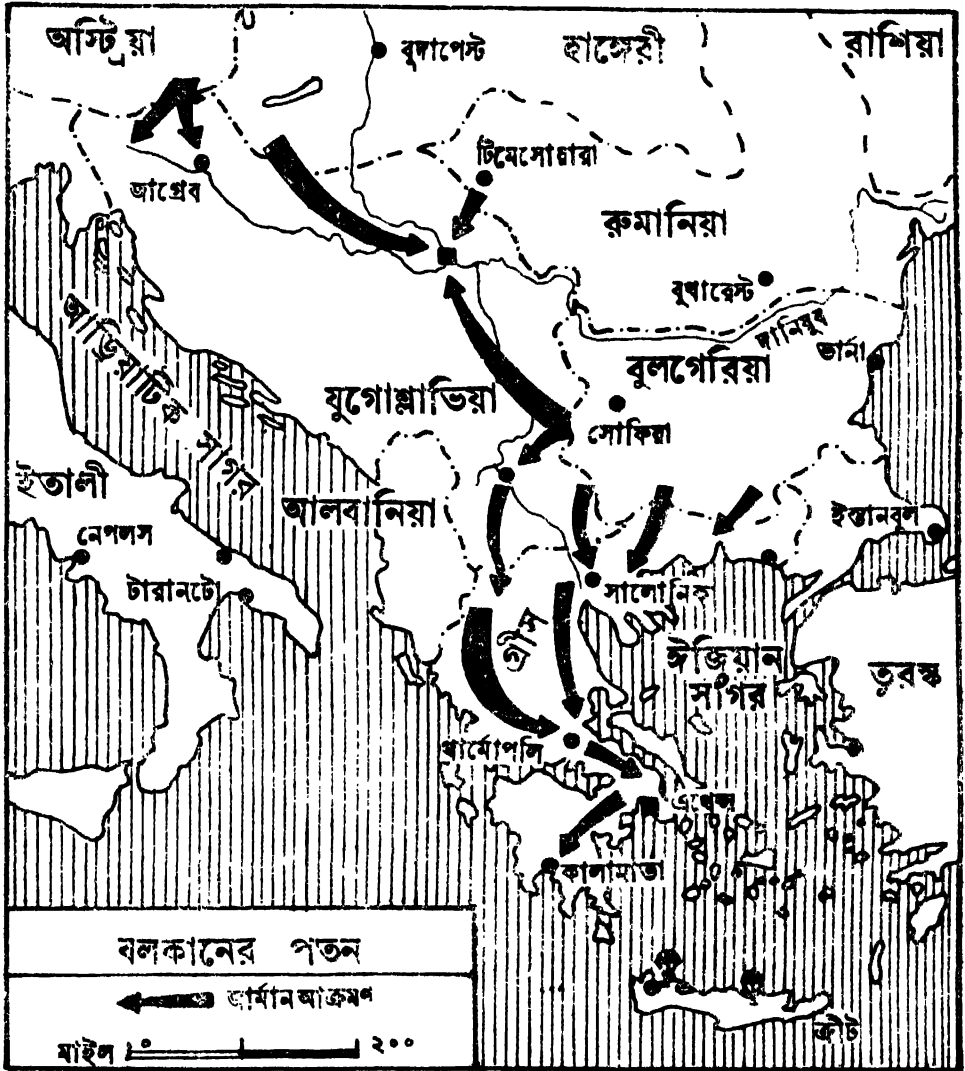 অস্ট্রিয়া
বুদাপেস্ট
হাঙ্গেরী
রাশিয়া
টিমেসোয়ারা
জাগ্রেব
রুমানিয়া
বুখারেস্ট
দানিয়ুব
ভার্না
বুলগেরিয়া
যুগোশ্লাভিয়া
সোফিয়া
আড্রিয়াটিক সাগর
ইতালী
আলবানিয়া
ইস্তানবুল
নেপলস
টারানটো
সালোনিক
গ্রীস
ঈজিয়ান
সাগর
তুরস্ক
থার্মোপলি
এথেন্স
কালামাতা
ক্রীট
বলকানের পতন
জার্মান আক্রমণ
মাইল ০ ২০০